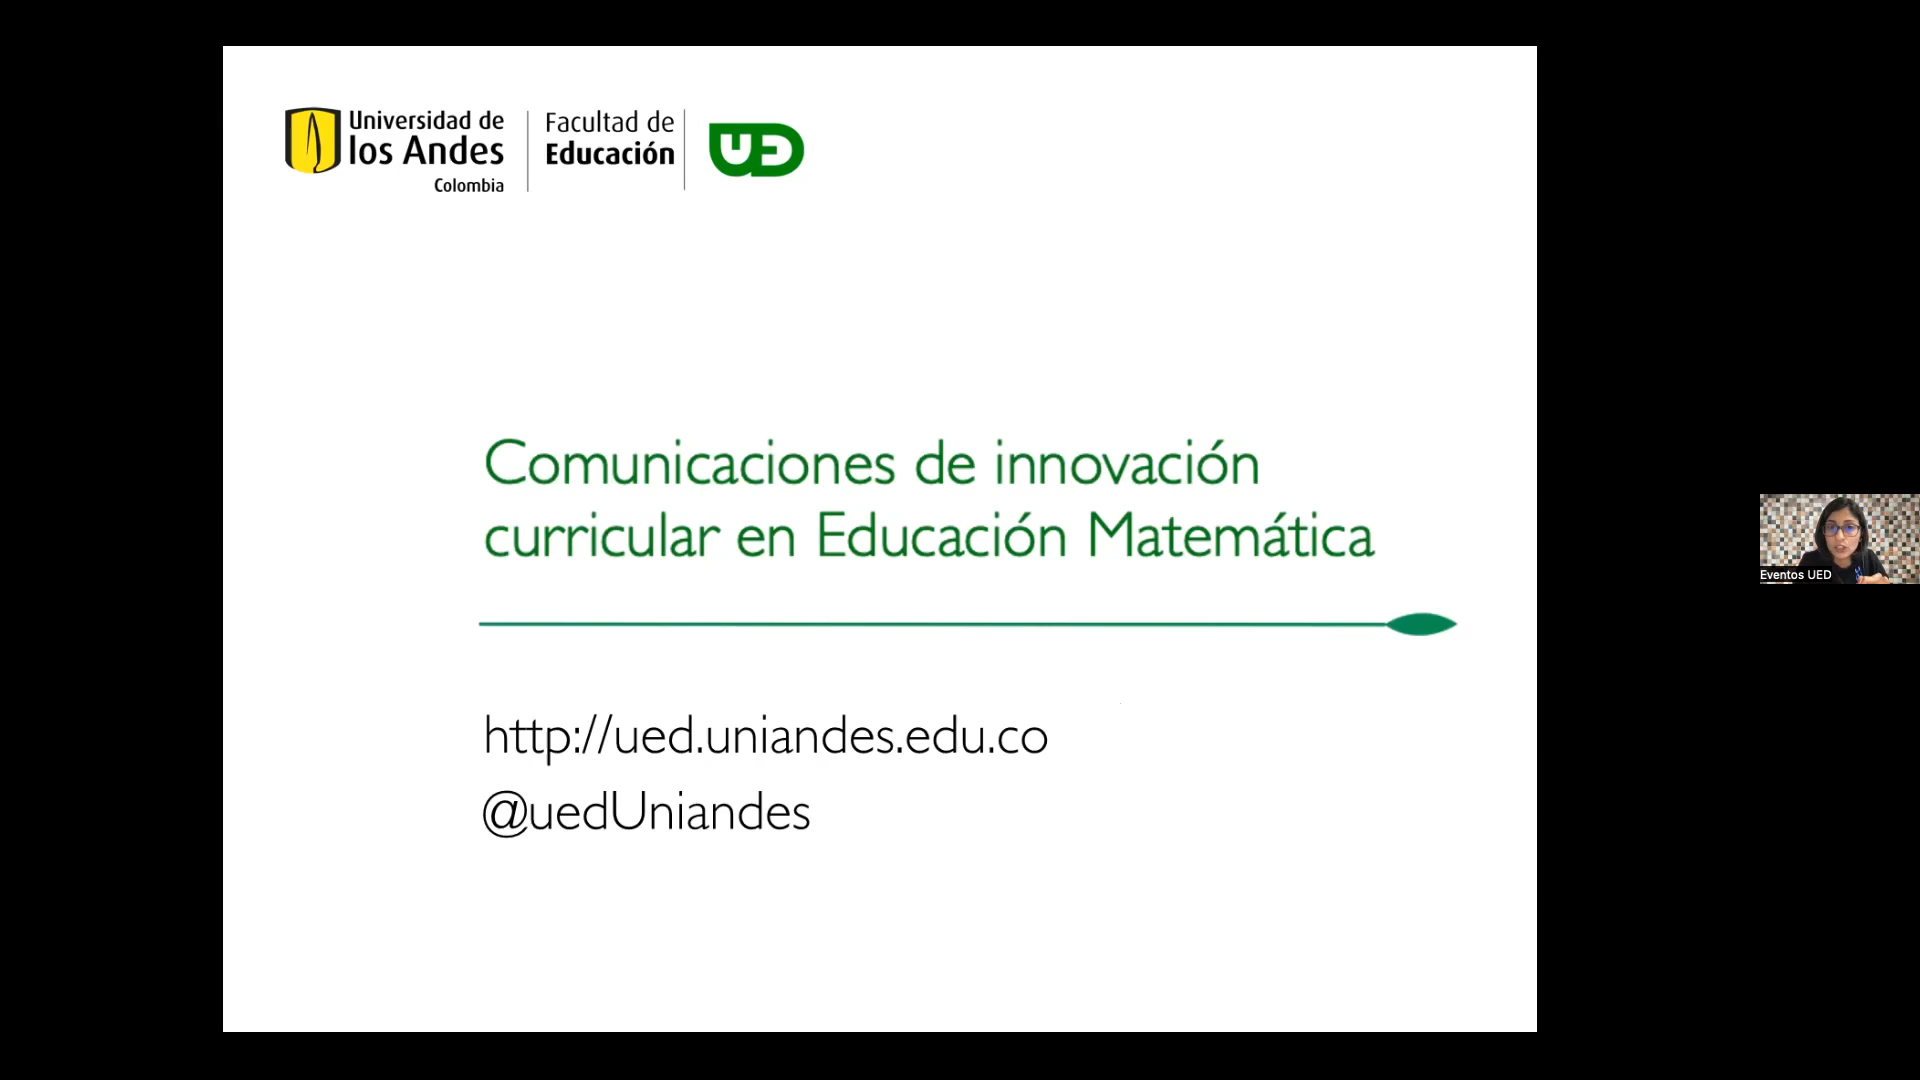 Universidad de
los Andes
Colombia
Facultad de
Educación
UED
Comunicaciones de innovación
curricular en Educación Matemática
http://ued.uniandes.edu.co
@uedUniandes
Eventos UED